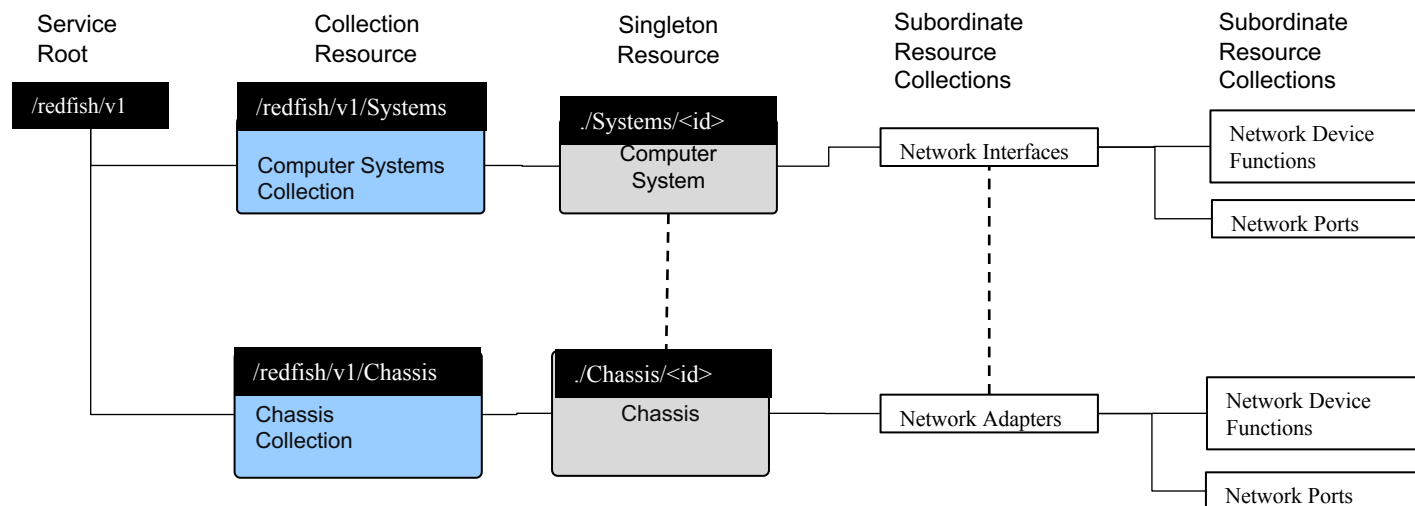 Service
Root
Collection
Resource
Singleton
Resource
Subordinate
Resource
Collections
Subordinate
Resource
Collections
/redfish/v1
/redfish/v1/Systems
Computer Systems
Collection
./Systems/<id>
Computer
System
Network Interfaces
Network Device
Functions
Network Ports
/redfish/v1/Chassis
Chassis
Collection
./Chassis/<id>
Chassis
Network Adapters
Network Device
Functions
Network Ports